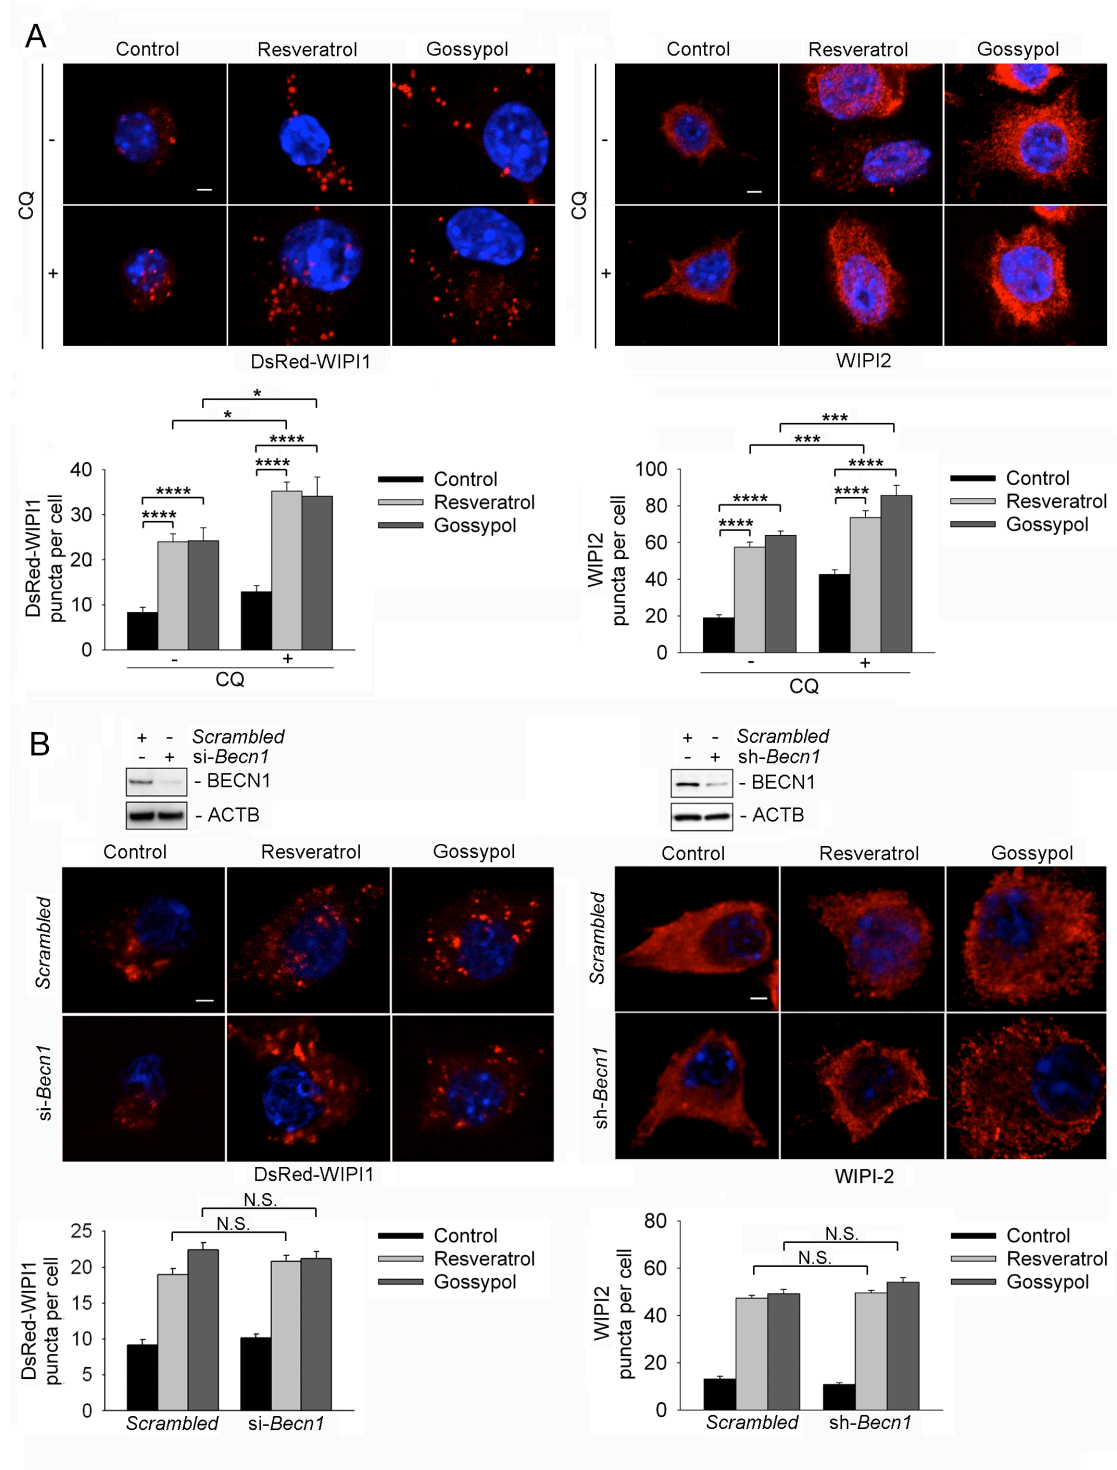 A
Control Resveratrol Gossypol
CQ
-
+
DsRed-WIPI1
Control Resveratrol Gossypol
CQ
-
+
WIPI2
*
*
****
****
****
****
DsRed-WIPI1
puncta per cell
40
30
20
10
0
- +
CQ
Control
Resveratrol
Gossypol
***
***
****
****
****
****
WIPI2
puncta per cell
100
80
60
40
20
0
- +
CQ
Control
Resveratrol
Gossypol
B
+ - Scrambled
- + si-Becn1
- BECN1
- ACTB
Control Resveratrol Gossypol
Scrambled
si-Becn1
DsRed-WIPI1
+ - Scrambled
- + sh-Becn1
- BECN1
- ACTB
Control Resveratrol Gossypol
Scrambled
sh-Becn1
WIPI-2
N.S.
N.S.
DsRed-WIPI1
puncta per cell
25
20
15
10
5
0
Scrambled si-Becn1
Control
Resveratrol
Gossypol
N.S.
N.S.
WIPI2
puncta per cell
80
60
40
20
0
Scrambled sh-Becn1
Control
Resveratrol
Gossypol